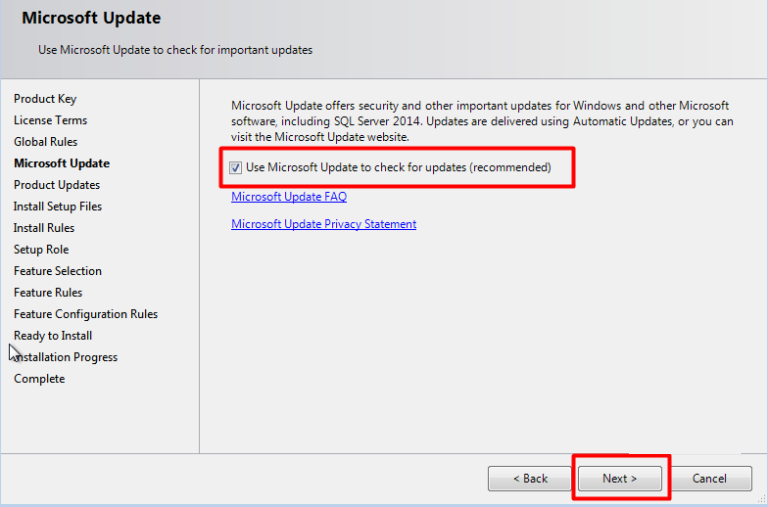 Microsoft Update
Use Microsoft Update to check for important updates
Product Key
License Terms
Global Rules
Microsoft Update
Product Updates
Install Setup Files
Install Rules
Setup Role
Feature Selection
Feature Rules
Feature Configuration Rules
Ready to Install
Installation Progress
Complete
Microsoft Update offers security and other important updates for Windows and other Microsoft
software, including SQL Server 2014. Updates are delivered using Automatic Updates, or you can
visit the Microsoft Update website.
Use Microsoft Update to check for updates (recommended)
Microsoft Update FAQ
Microsoft Update Privacy Statement
< Back
Next >
Cancel